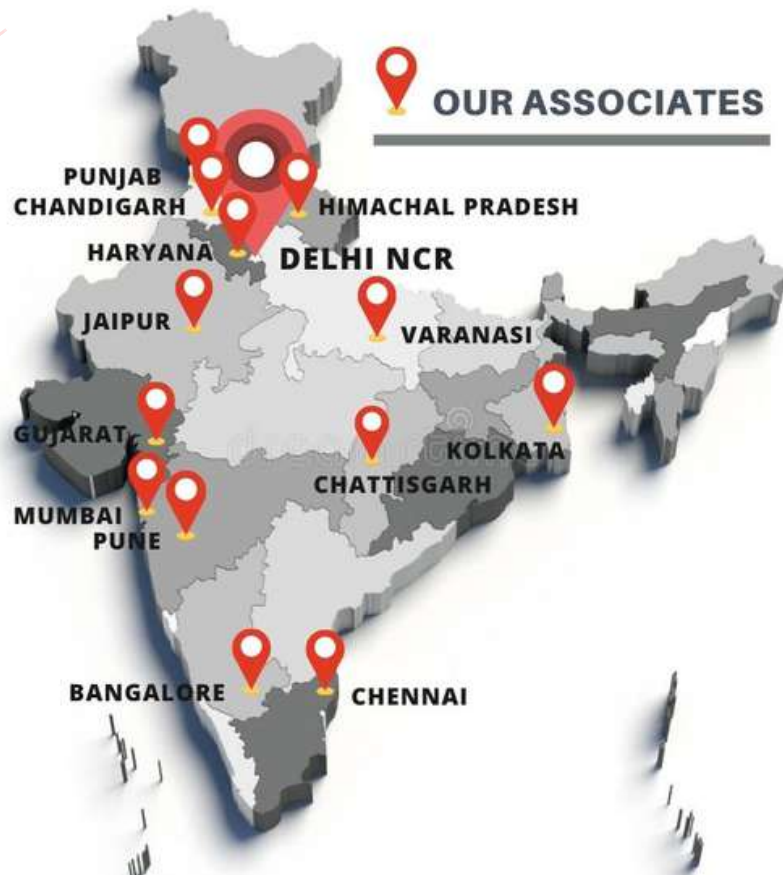 OUR ASSOCIATES
PUNJAB
CHANDIGARH
HIMACHAL PRADESH
HARYANA
DELHI NCR
JAIPUR
VARANASI
GUJARAT
KOLKATA
CHATTISGARH
MUMBAI
PUNE
BANGALORE
CHENNAI